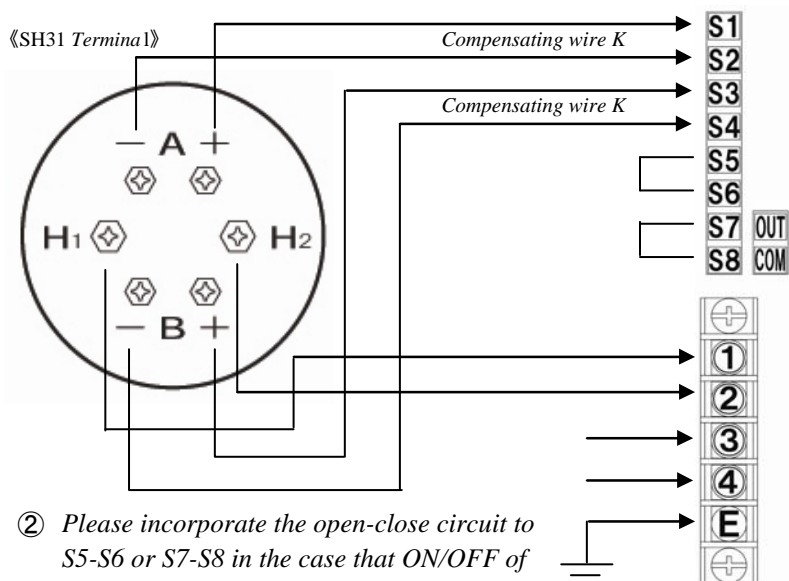 《SH31 Terminal》
Compensating wire K
Compensating wire K
S1
S2
S3
S4
S5
S6
S7 OUT
S8 COM
− A +
H1 H2
− B +
1
2
3
4
E
② Please incorporate the open-close circuit to
S5-S6 or S7-S8 in the case that ON/OFF of